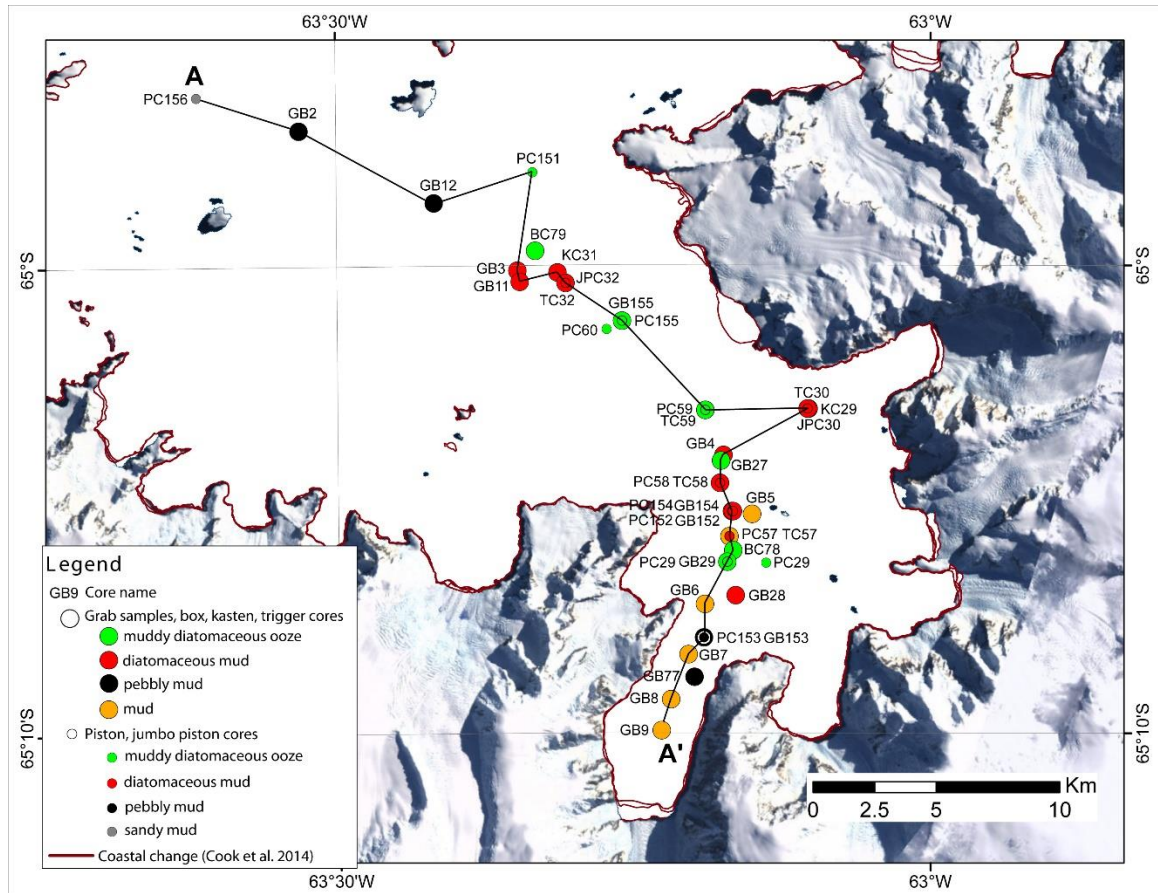 63°30'W
63°W
A
PC156
GB2
PC151
GB12
BC79
65°S
65°S
GB3
KC31
GB11
JPC32
TC32
GB155
PC155
PC60
TC30
PC59
KC29
TC59
JPC30
GB4
GB27
PC58 TC58
GB5
PC154GB154
PC152 GB152
PC57 TC57
BC78
PC29 GB29
PC29
GB6
GB28
PC153 GB153
GB7
GB77
GB8
GB9
A'
65°10'S
65°10'S
Legend
GB9 Core name
Grab samples, box, kasten, trigger cores
muddy diatomaceous ooze
diatomaceous mud
pebbly mud
mud
Piston, jumbo piston cores
muddy diatomaceous ooze
diatomaceous mud
pebbly mud
sandy mud
Coastal change (Cook et al. 2014)
Km
0 2.5 5 10
63°30'W
63°W